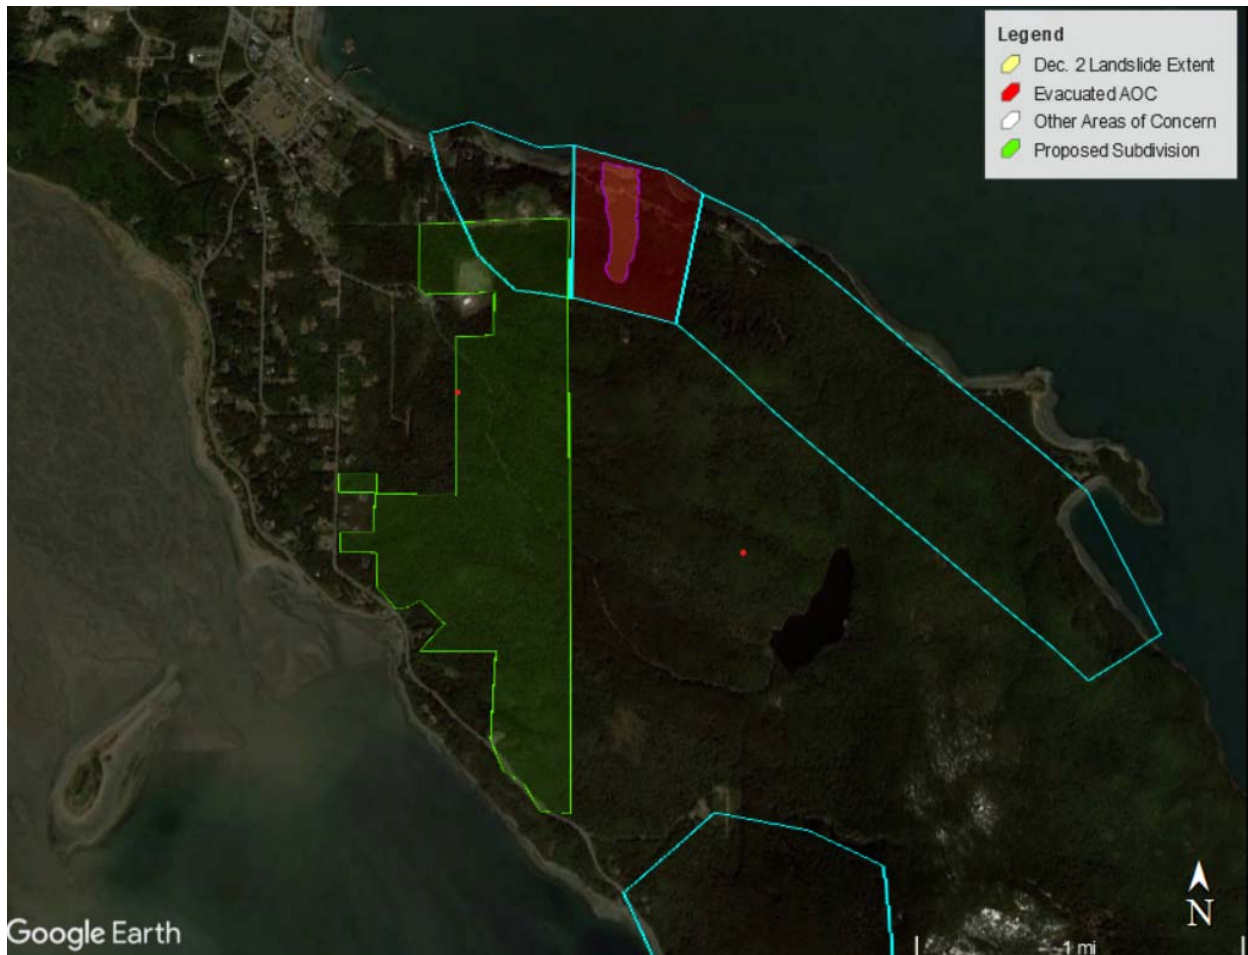 Legend
Dec. 2 Landslide Extent
Evacuated AOC
Other Areas of Concern
Proposed Subdivision
N
Google Earth
1 mi